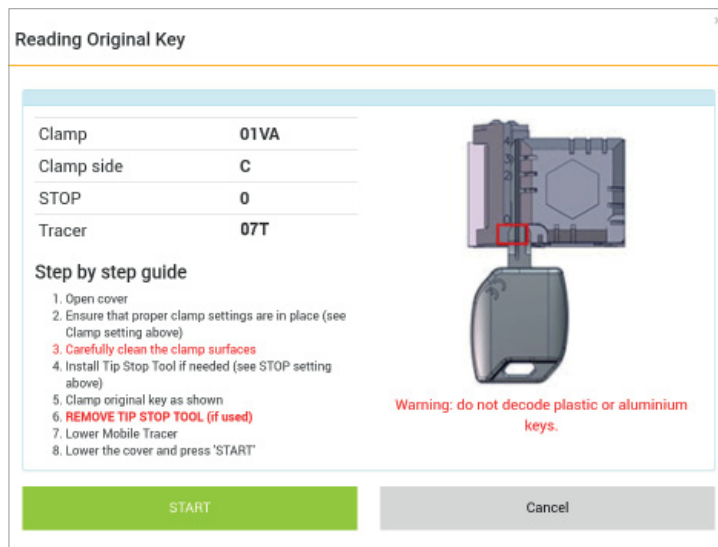 Reading Original Key
Clamp 01VA
Clamp side C
STOP 0
Tracer 07T
Step by step guide
1. Open cover
2. Ensure that proper clamp settings are in place (see
Clamp setting above)
3. Carefully clean the clamp surfaces
4. Install Tip Stop Tool if needed (see STOP setting
above)
5. Clamp original key as shown
6. REMOVE TIP STOP TOOL (if used)
7. Lower Mobile Tracer
8. Lower the cover and press 'START'
4
3
2
Warning: do not decode plastic or aluminium
keys.
START
Cancel